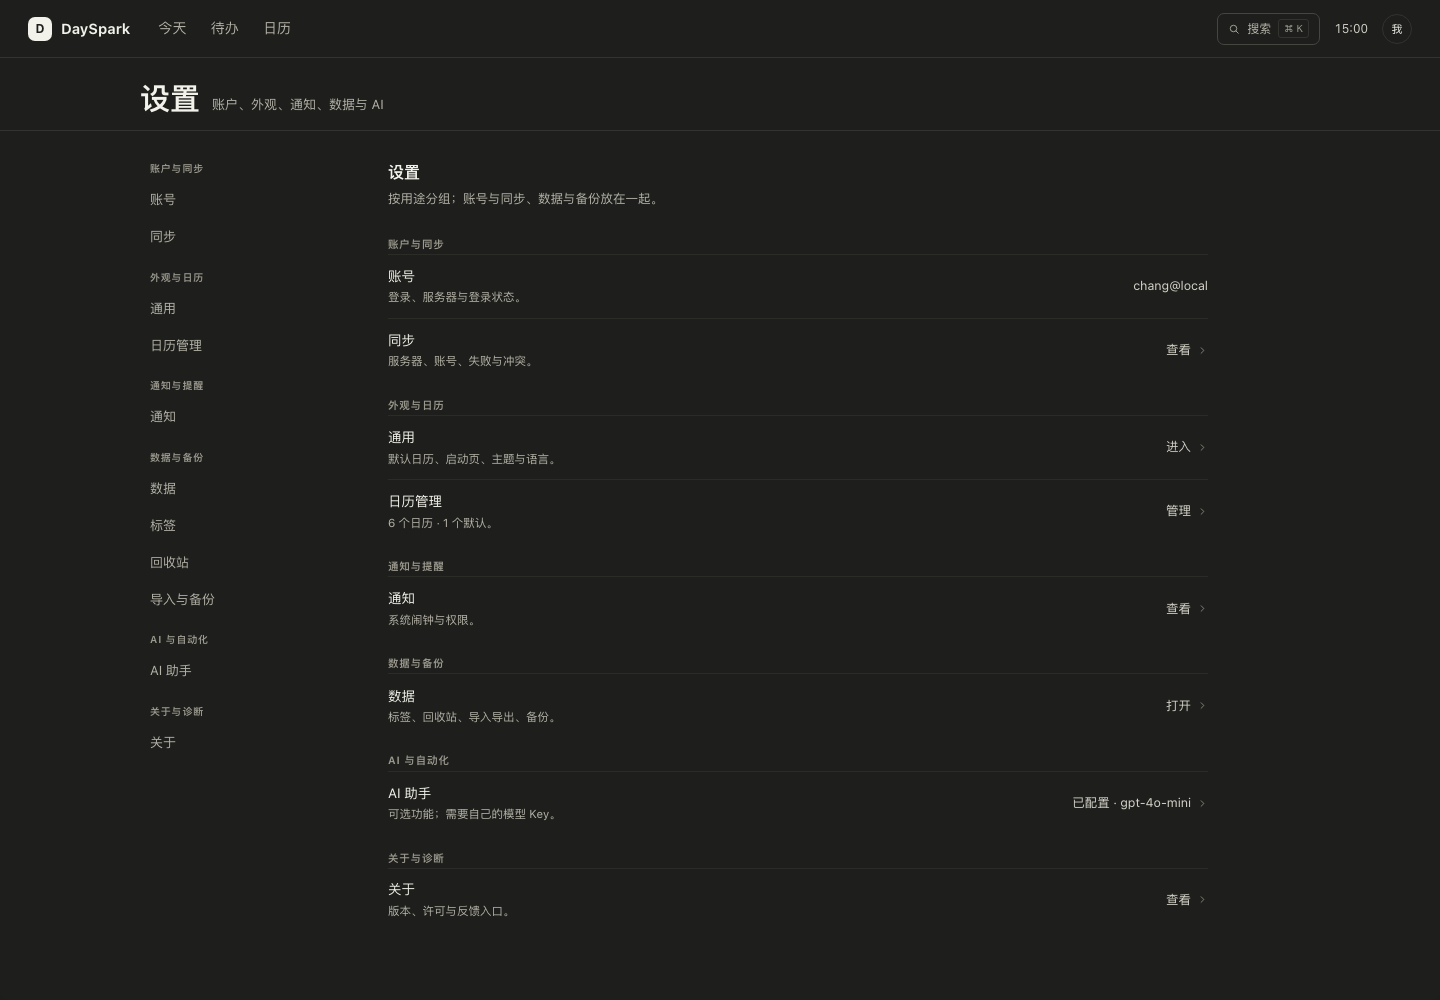 D DaySpark 今天 待办 日历 搜索 ⌘ K 15:00 我
设置 账户、外观、通知、数据与 AI
账户与同步
账号
同步
外观与日历
通用
日历管理
通知与提醒
通知
数据与备份
数据
标签
回收站
导入与备份
AI 与自动化
AI 助手
关于与诊断
关于
设置
按用途分组；账号与同步、数据与备份放在一起。
账户与同步
账号
登录、服务器与登录状态。
chang@local
同步
服务器、账号、失败与冲突。
查看
外观与日历
通用
默认日历、启动页、主题与语言。
进入
日历管理
6 个日历 · 1 个默认。
管理
通知与提醒
通知
系统闹钟与权限。
查看
数据与备份
数据
标签、回收站、导入导出、备份。
打开
AI 与自动化
AI 助手
可选功能；需要自己的模型 Key。
已配置 · gpt-4o-mini
关于与诊断
关于
版本、许可与反馈入口。
查看